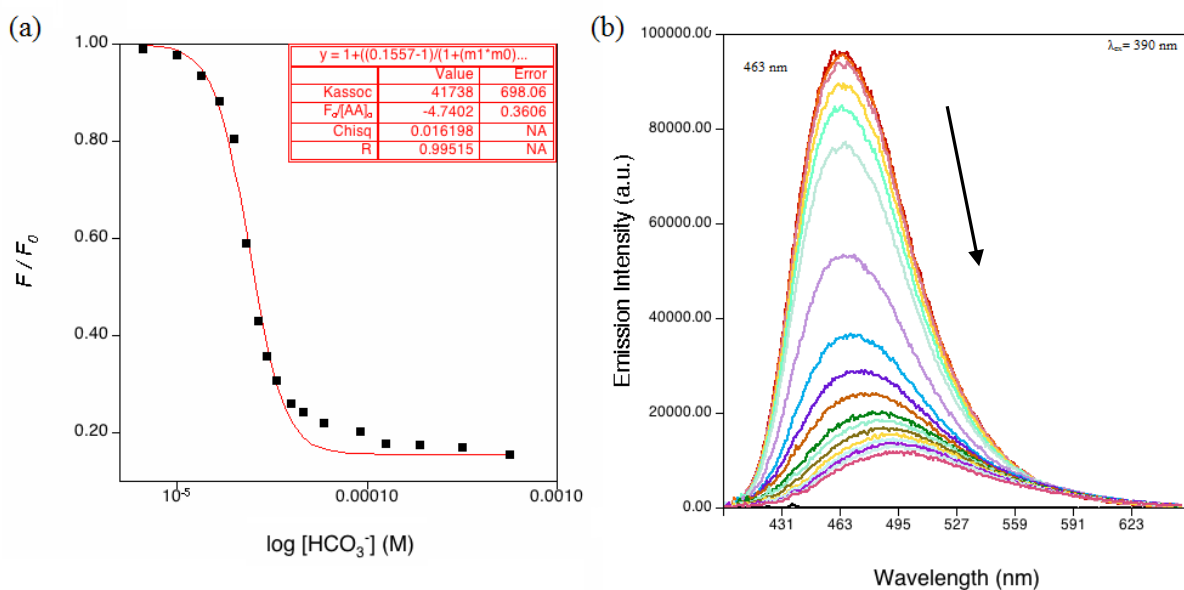 (a)
1.00
0.80
0.60
0.40
0.20
F / F0
y = 1+((0.1557-1)/(1+(m1*m0)...
Value Error
Kassoc 41738 698.06
Fₐ/[AA]ₐ -4.7402 0.3606
Chisq 0.016198 NA
R 0.99515 NA
10-5 0.00010 0.0010
log [HCO3-] (M)
(b)
100000.00
80000.00
60000.00
40000.00
20000.00
0.00
Emission Intensity (a.u.)
463 nm
λex= 390 nm
431 463 495 527 559 591 623
Wavelength (nm)